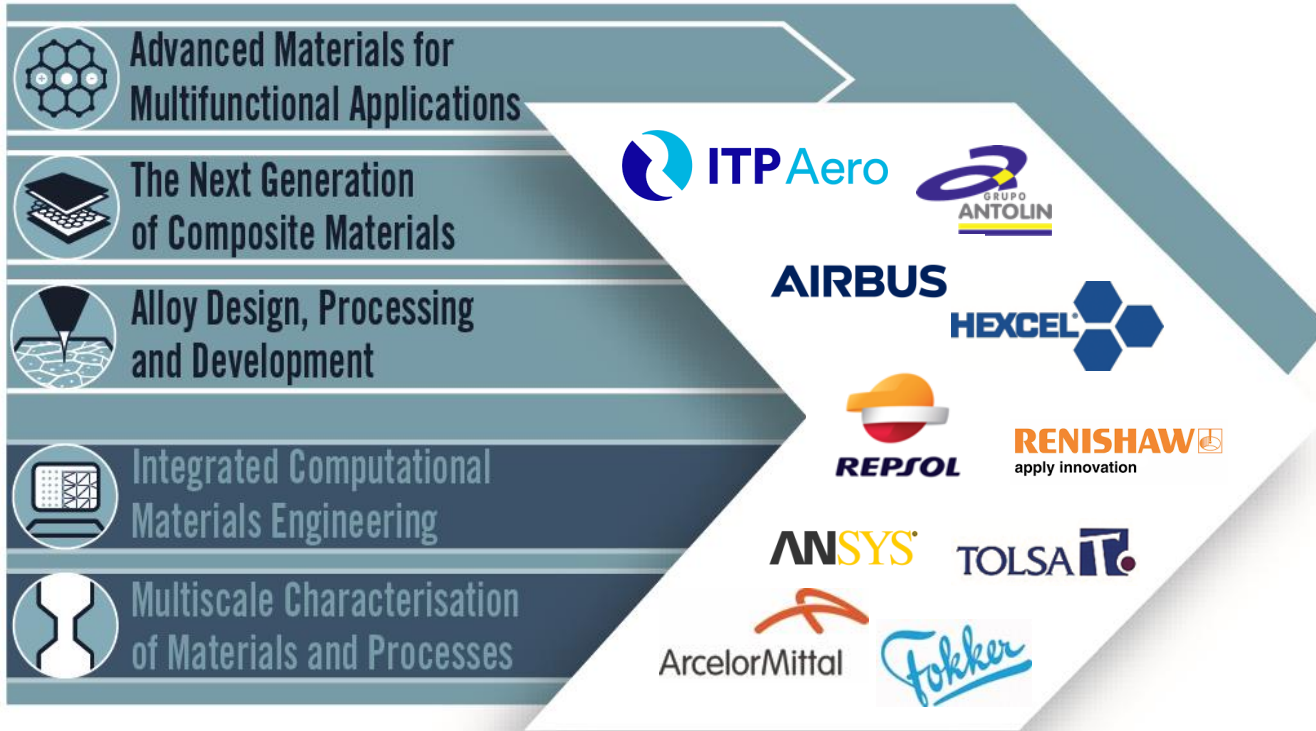 Advanced Materials for
Multifunctional Applications
The Next Generation
of Composite Materials
Alloy Design, Processing
and Development
Integrated Computational
Materials Engineering
Multiscale Characterisation
of Materials and Processes
ITP Aero
GRUPO
ANTOLIN
AIRBUS
HEXCEL®
REPSOL
RENISHAW
apply innovation
ANSYS®
TOLSA T
ArcelorMittal
Fokker